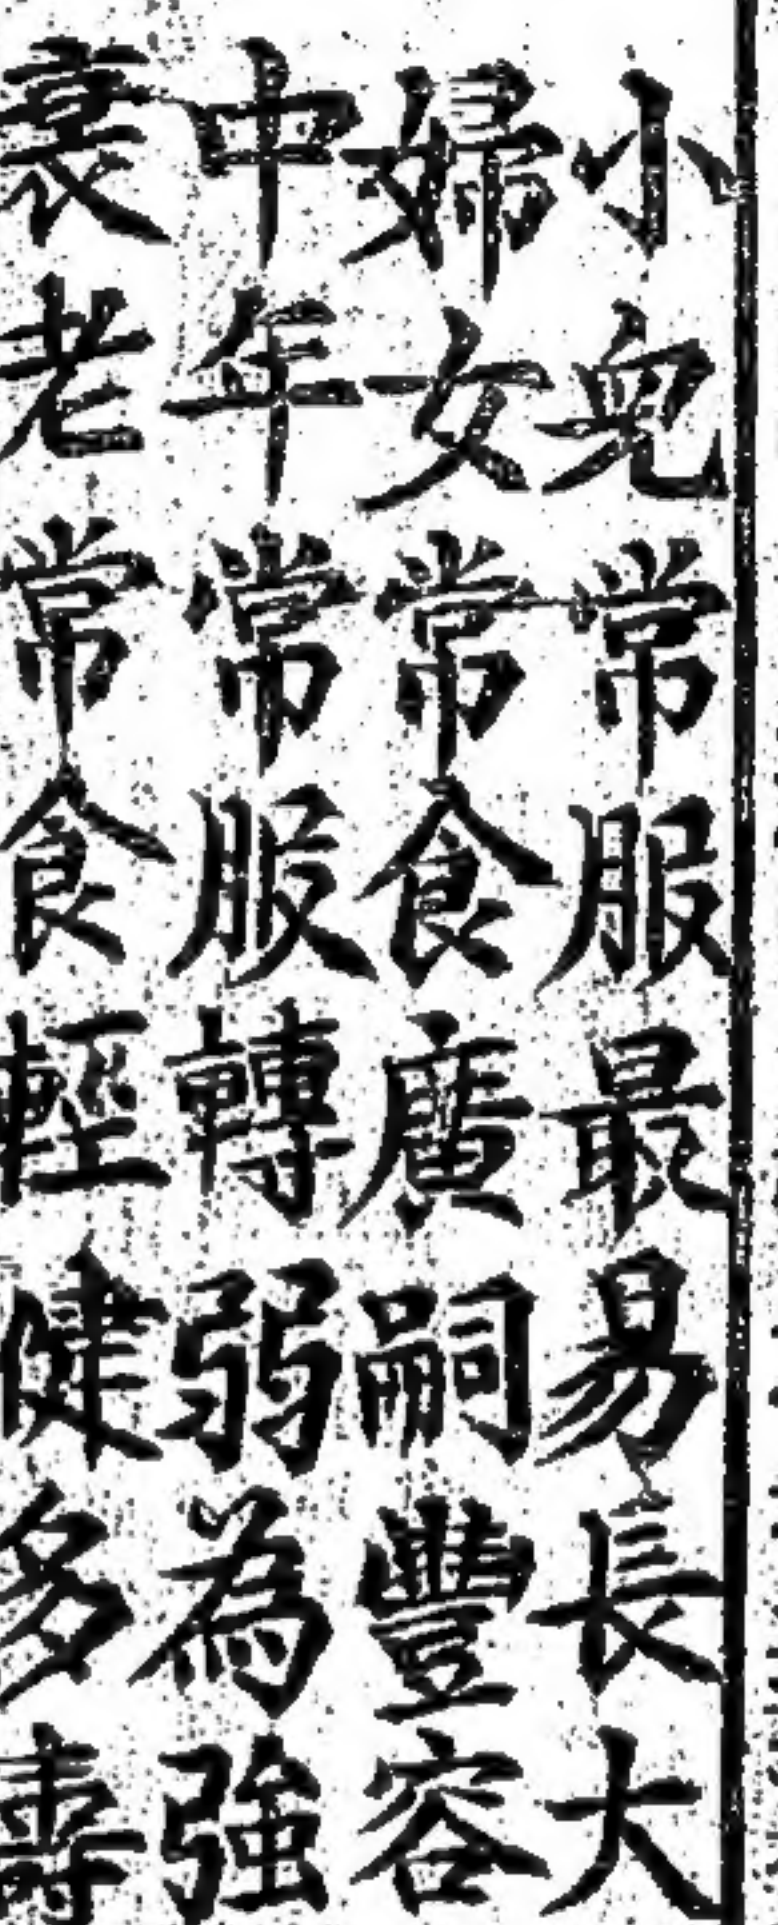 小兒常服最易長大
婦女常食廣嗣豐容
中年常服轉弱為強
衰老常食輕健多壽